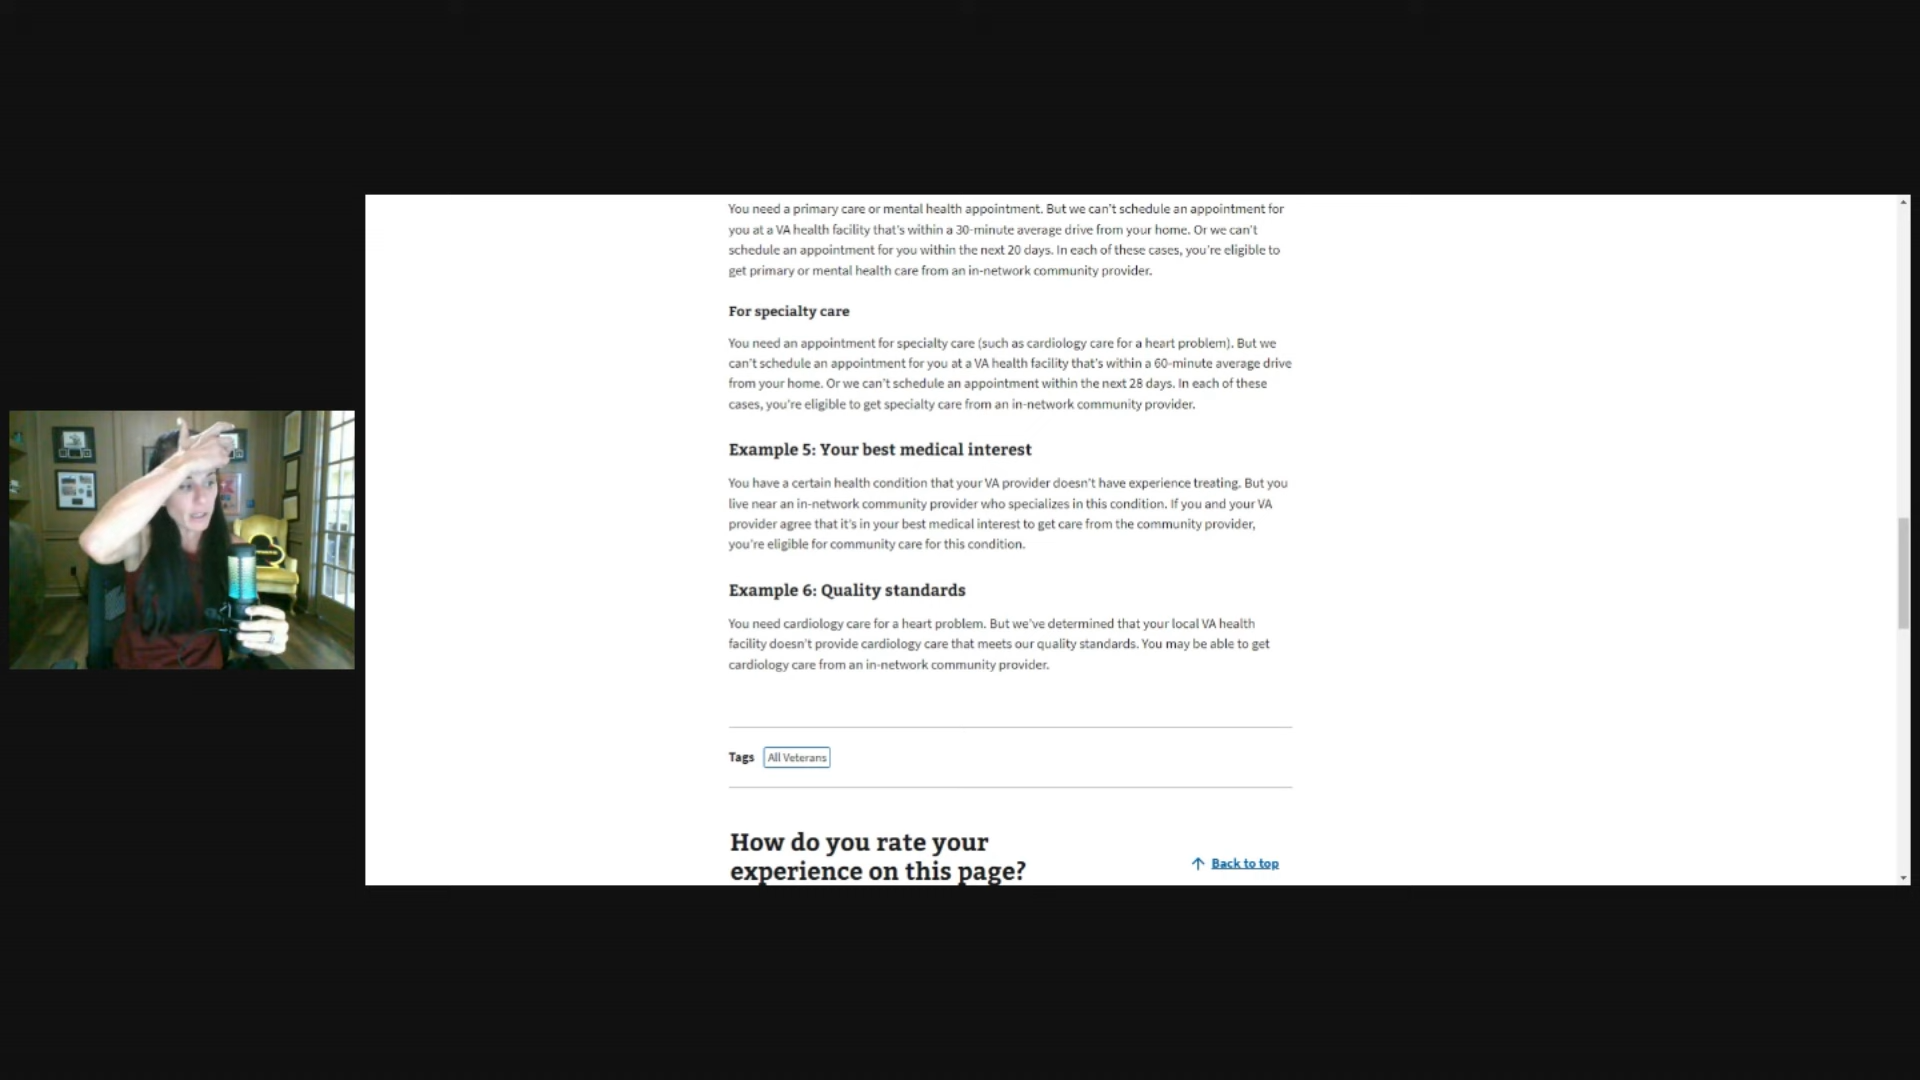 You need a primary care or mental health appointment. But we can't schedule an appointment for
you at a VA health facility that's within a 30-minute average drive from your home. Or we can't
schedule an appointment for you within the next 20 days. In each of these cases, you're eligible to
get primary or mental health care from an in-network community provider.
For specialty care
You need an appointment for specialty care (such as cardiology care for a heart problem). But we
can't schedule an appointment for you at a VA health facility that's within a 60-minute average drive
from your home. Or we can't schedule an appointment within the next 28 days. In each of these
cases, you're eligible to get specialty care from an in-network community provider.
Example 5: Your best medical interest
You have a certain health condition that your VA provider doesn't have experience treating. But you
live near an in-network community provider who specializes in this condition. If you and your VA
provider agree that it's in your best medical interest to get care from the community provider,
you're eligible for community care for this condition.
Example 6: Quality standards
You need cardiology care for a heart problem. But we've determined that your local VA health
facility doesn't provide cardiology care that meets our quality standards. You may be able to get
cardiology care from an in-network community provider.
Tags All Veterans
How do you rate your
experience on this page?
Back to top